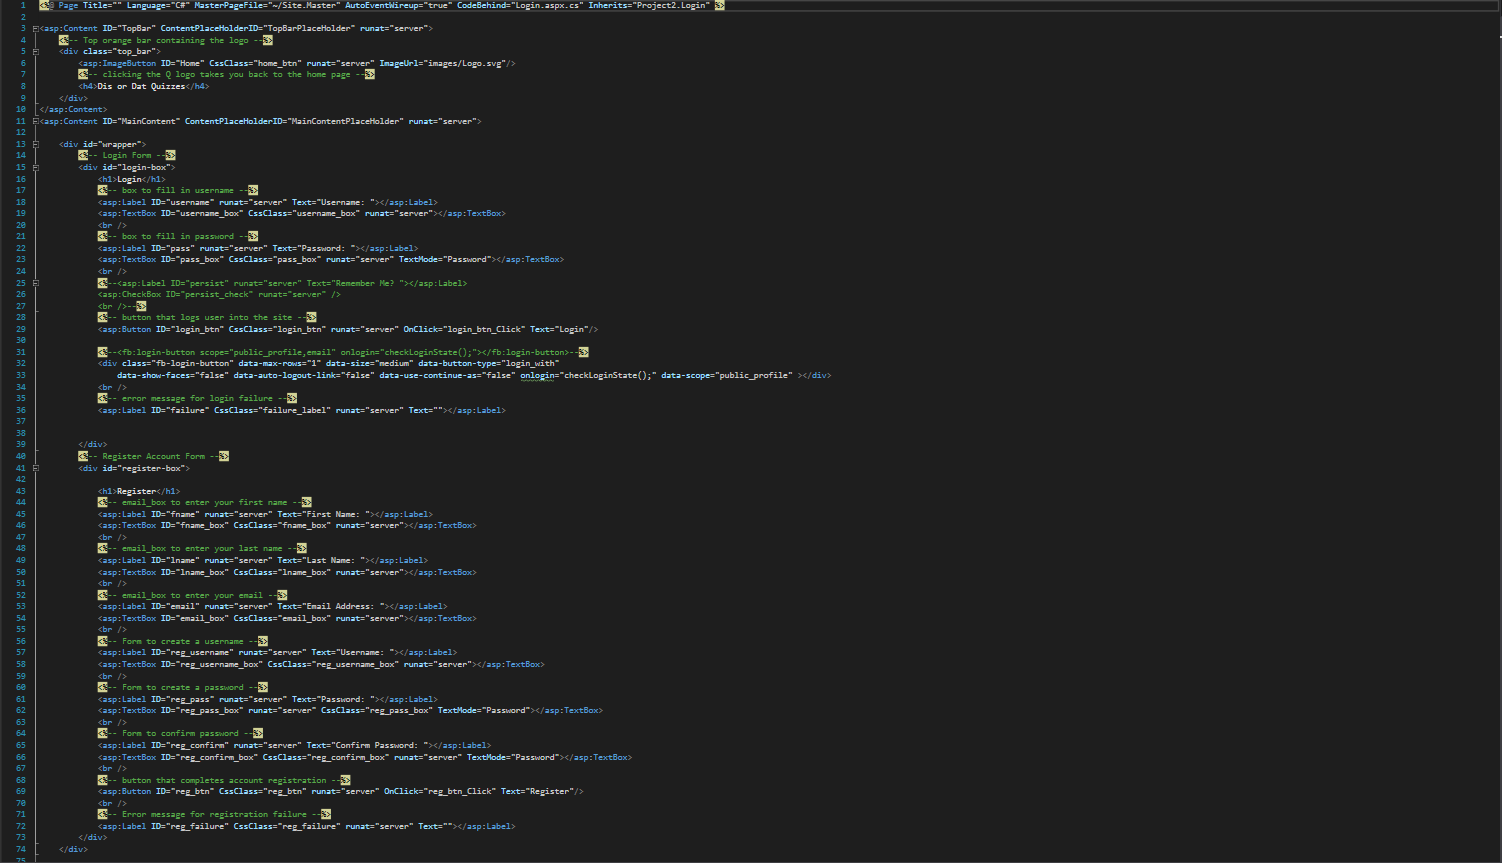 1 <%@ Page Title="" Language="C#" MasterPageFile="~/Site.Master" AutoEventWireup="true" CodeBehind="Login.aspx.cs" Inherits="Project2.Login" %>
2
3 <asp:Content ID="TopBar" ContentPlaceHolderID="TopBarPlaceHolder" runat="server">
4 <%-- Top orange bar containing the logo --%>
5 <div class="top_bar">
6 <asp:ImageButton ID="Home" CssClass="home_btn" runat="server" ImageUrl="images/Logo.svg"/>
7 <%-- clicking the Q logo takes you back to the home page --%>
8 <h4>Dis or Dat Quizzes</h4>
9 </div>
10 </asp:Content>
11 <asp:Content ID="MainContent" ContentPlaceHolderID="MainContentPlaceHolder" runat="server">
12
13 <div id="wrapper">
14 <%-- Login Form --%>
15 <div id="login-box">
16 <h1>Login</h1>
17 <%-- box to fill in username --%>
18 <asp:Label ID="username" runat="server" Text="Username: "></asp:Label>
19 <asp:TextBox ID="username_box" CssClass="username_box" runat="server"></asp:TextBox>
20 <br />
21 <%-- box to fill in password --%>
22 <asp:Label ID="pass" runat="server" Text="Password: "></asp:Label>
23 <asp:TextBox ID="pass_box" CssClass="pass_box" runat="server" TextMode="Password"></asp:TextBox>
24 <br />
25 <%--<asp:Label ID="persist" runat="server" Text="Remember Me? "></asp:Label>
26 <asp:CheckBox ID="persist_check" runat="server" />
27 <br />--%>
28 <%-- button that logs user into the site --%>
29 <asp:Button ID="login_btn" CssClass="login_btn" runat="server" OnClick="login_btn_Click" Text="Login"/>
30
31 <%--<fb:login-button scope="public_profile,email" onlogin="checkLoginState();"></fb:login-button>--%>
32 <div class="fb-login-button" data-max-rows="1" data-size="medium" data-button-type="login_with"
33 data-show-faces="false" data-auto-logout-link="false" data-use-continue-as="false" onlogin="checkLoginState();" data-scope="public_profile" ></div>
34 <br />
35 <%-- error message for login failure --%>
36 <asp:Label ID="failure" CssClass="failure_label" runat="server" Text=""></asp:Label>
37
38
39 </div>
40 <%-- Register Account Form --%>
41 <div id="register-box">
42
43 <h1>Register</h1>
44 <%-- email_box to enter your first name --%>
45 <asp:Label ID="fname" runat="server" Text="First Name: "></asp:Label>
46 <asp:TextBox ID="fname_box" CssClass="fname_box" runat="server"></asp:TextBox>
47 <br />
48 <%-- email_box to enter your last name --%>
49 <asp:Label ID="lname" runat="server" Text="Last Name: "></asp:Label>
50 <asp:TextBox ID="lname_box" CssClass="lname_box" runat="server"></asp:TextBox>
51 <br />
52 <%-- email_box to enter your email --%>
53 <asp:Label ID="email" runat="server" Text="Email Address: "></asp:Label>
54 <asp:TextBox ID="email_box" CssClass="email_box" runat="server"></asp:TextBox>
55 <br />
56 <%-- Form to create a username --%>
57 <asp:Label ID="reg_username" runat="server" Text="Username: "></asp:Label>
58 <asp:TextBox ID="reg_username_box" CssClass="reg_username_box" runat="server"></asp:TextBox>
59 <br />
60 <%-- Form to create a password --%>
61 <asp:Label ID="reg_pass" runat="server" Text="Password: "></asp:Label>
62 <asp:TextBox ID="reg_pass_box" runat="server" CssClass="reg_pass_box" TextMode="Password"></asp:TextBox>
63 <br />
64 <%-- Form to confirm password --%>
65 <asp:Label ID="reg_confirm" runat="server" Text="Confirm Password: "></asp:Label>
66 <asp:TextBox ID="reg_confirm_box" CssClass="reg_confirm_box" runat="server" TextMode="Password"></asp:TextBox>
67 <br />
68 <%-- button that completes account registration --%>
69 <asp:Button ID="reg_btn" CssClass="reg_btn" runat="server" OnClick="reg_btn_Click" Text="Register"/>
70 <br />
71 <%-- Error message for registration failure --%>
72 <asp:Label ID="reg_failure" CssClass="reg_failure" runat="server" Text=""></asp:Label>
73 </div>
74 </div>
75